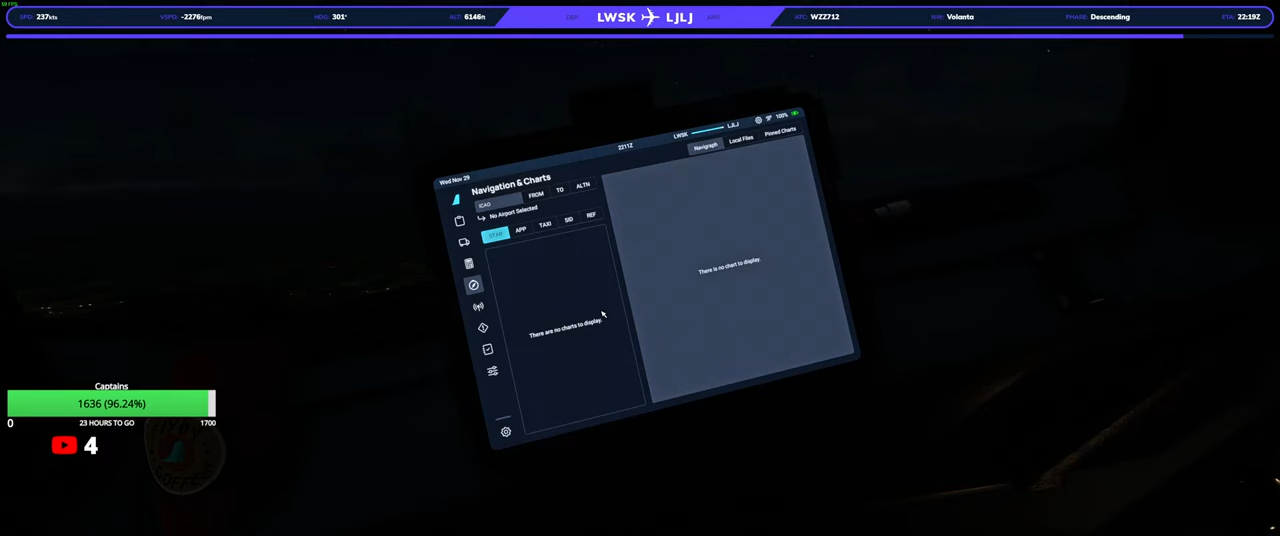 59 FPS
SPD: 237kts VSPD: -2276fpm HDG: 301° ALT: 6146ft DEP: LWSK LJLJ ARR: ATC: WZZ712 NW: Volanta PHASE: Descending ETA: 22:19Z
Wed Nov 29 2211Z LWSK LJLJ 100%
Navigation & Charts Navigraph Local Files Pinned Charts
ICAO FROM TO ALTN
No Airport Selected
STAR APP TAXI SID REF
There is no chart to display.
There are no charts to display.
Captains
1636 (96.24%)
0 23 HOURS TO GO 1700
4